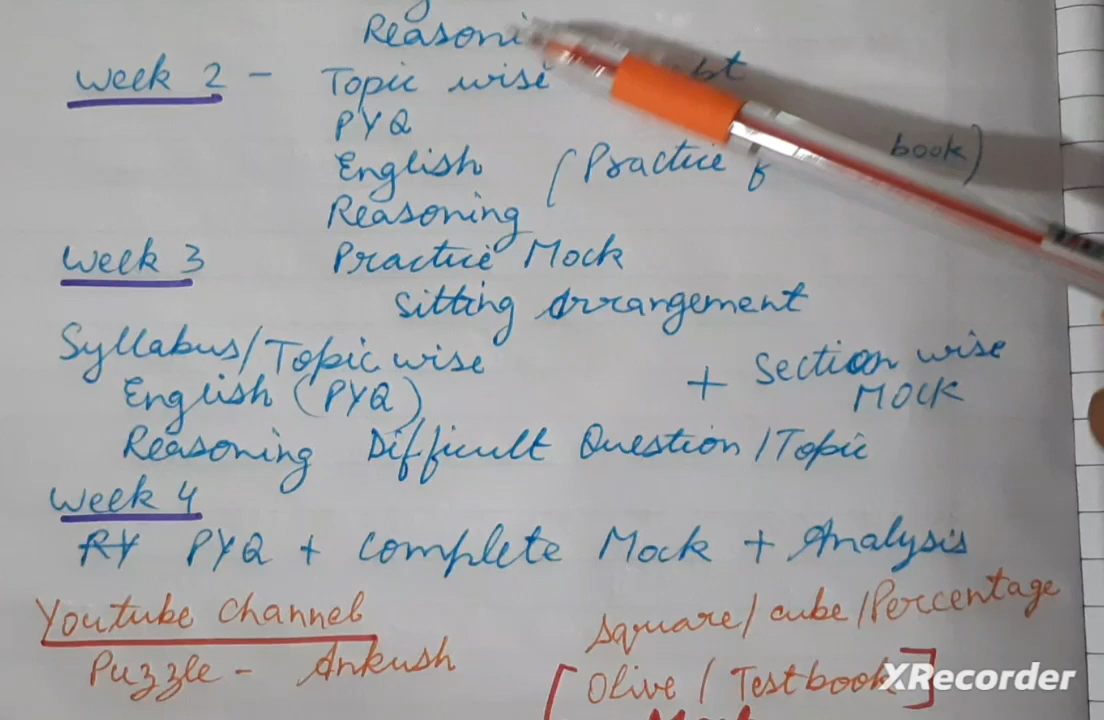 Reasoni
Week 2 - Topic wise bt
PYQ
English (Practice f book)
Reasoning
Week 3 Practice Mock
Sitting Arrangement
Syllabus/Topic wise + Section wise
English (PYQ) MOCK
Reasoning Difficult Question/Topic
Week 4
PYQ + Complete Mock + Analysis
Youtube Channel Square/cube/Percentage
Puzzle - Ankush [Olive / Testbook]
XRecorder